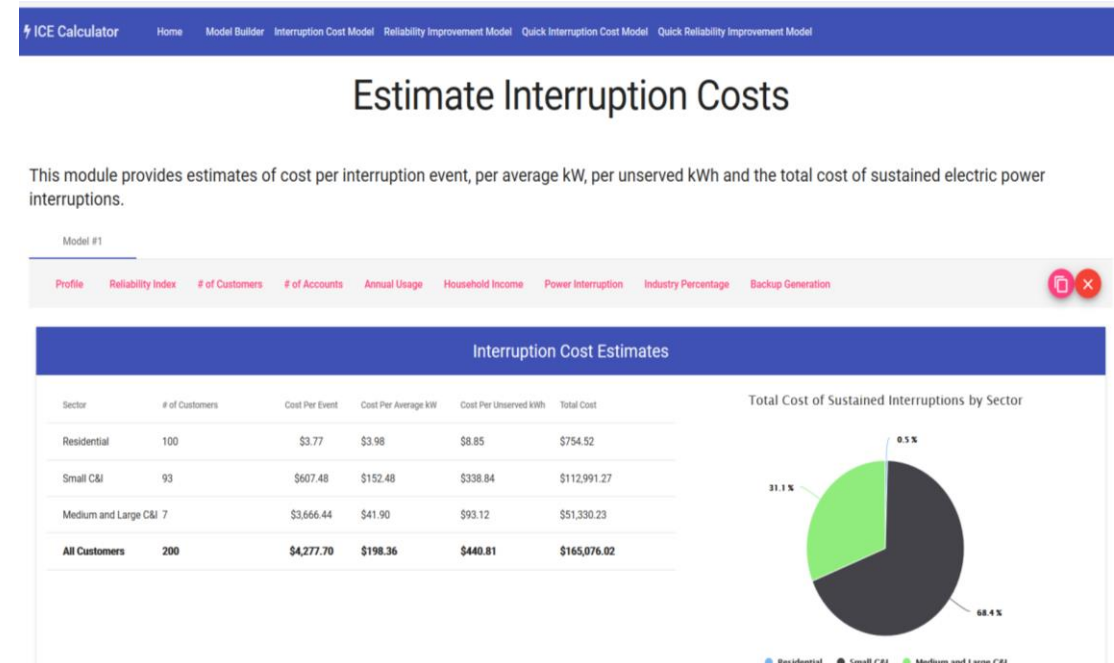 ICE Calculator Home Model Builder Interruption Cost Model Reliability Improvement Model Quick Interruption Cost Model Quick Reliability Improvement Model
Estimate Interruption Costs
This module provides estimates of cost per interruption event, per average kW, per unserved kWh and the total cost of sustained electric power
interruptions.
Model #1
Profile Reliability Index # of Customers # of Accounts Annual Usage Household Income Power Interruption Industry Percentage Backup Generation
Interruption Cost Estimates
Sector # of Customers Cost Per Event Cost Per Average kW Cost Per Unserved kWh Total Cost
Residential 100 $3.77 $3.98 $8.85 $754.52
Small C&I 93 $607.48 $152.48 $338.84 $112,991.27
Medium and Large C&I 7 $3,666.44 $41.90 $93.12 $51,330.23
All Customers 200 $4,277.70 $198.36 $440.81 $165,076.02
Total Cost of Sustained Interruptions by Sector
0.5 %
31.1 %
68.4 %
Residential Small C&I Medium and Large C&I